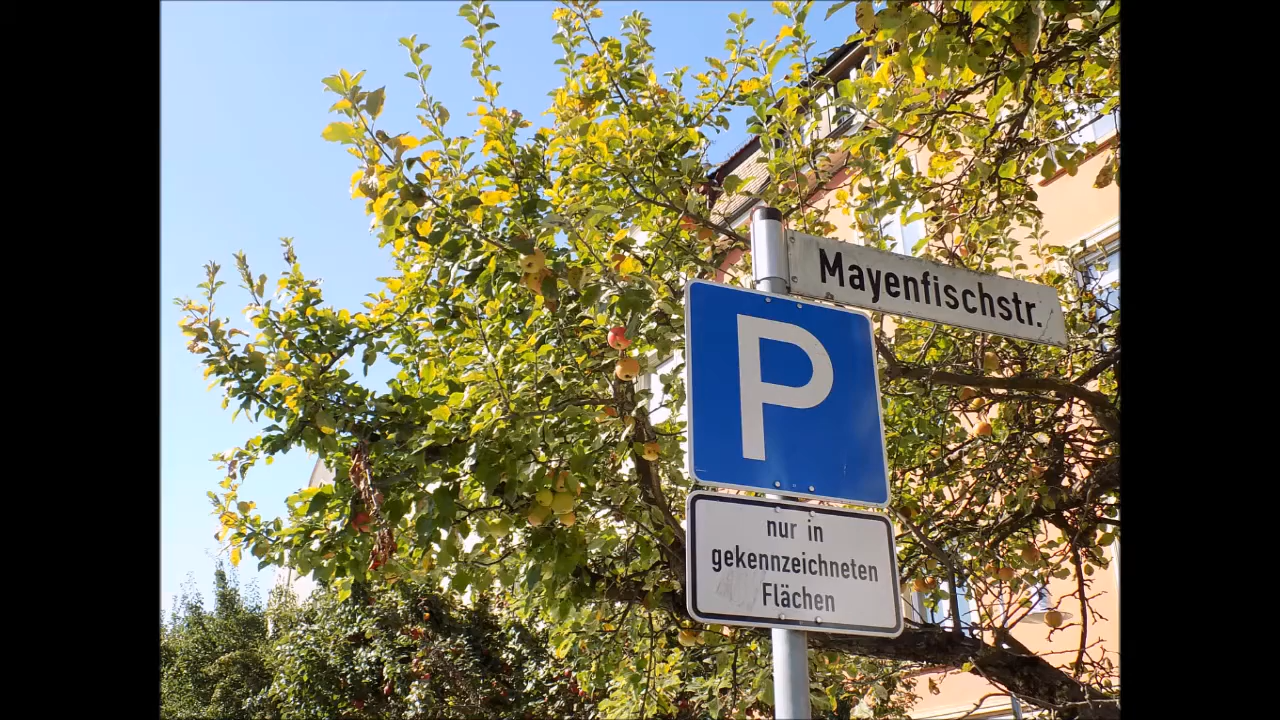 Mayenfischstr.
P
nur in
gekennzeichneten
Flächen